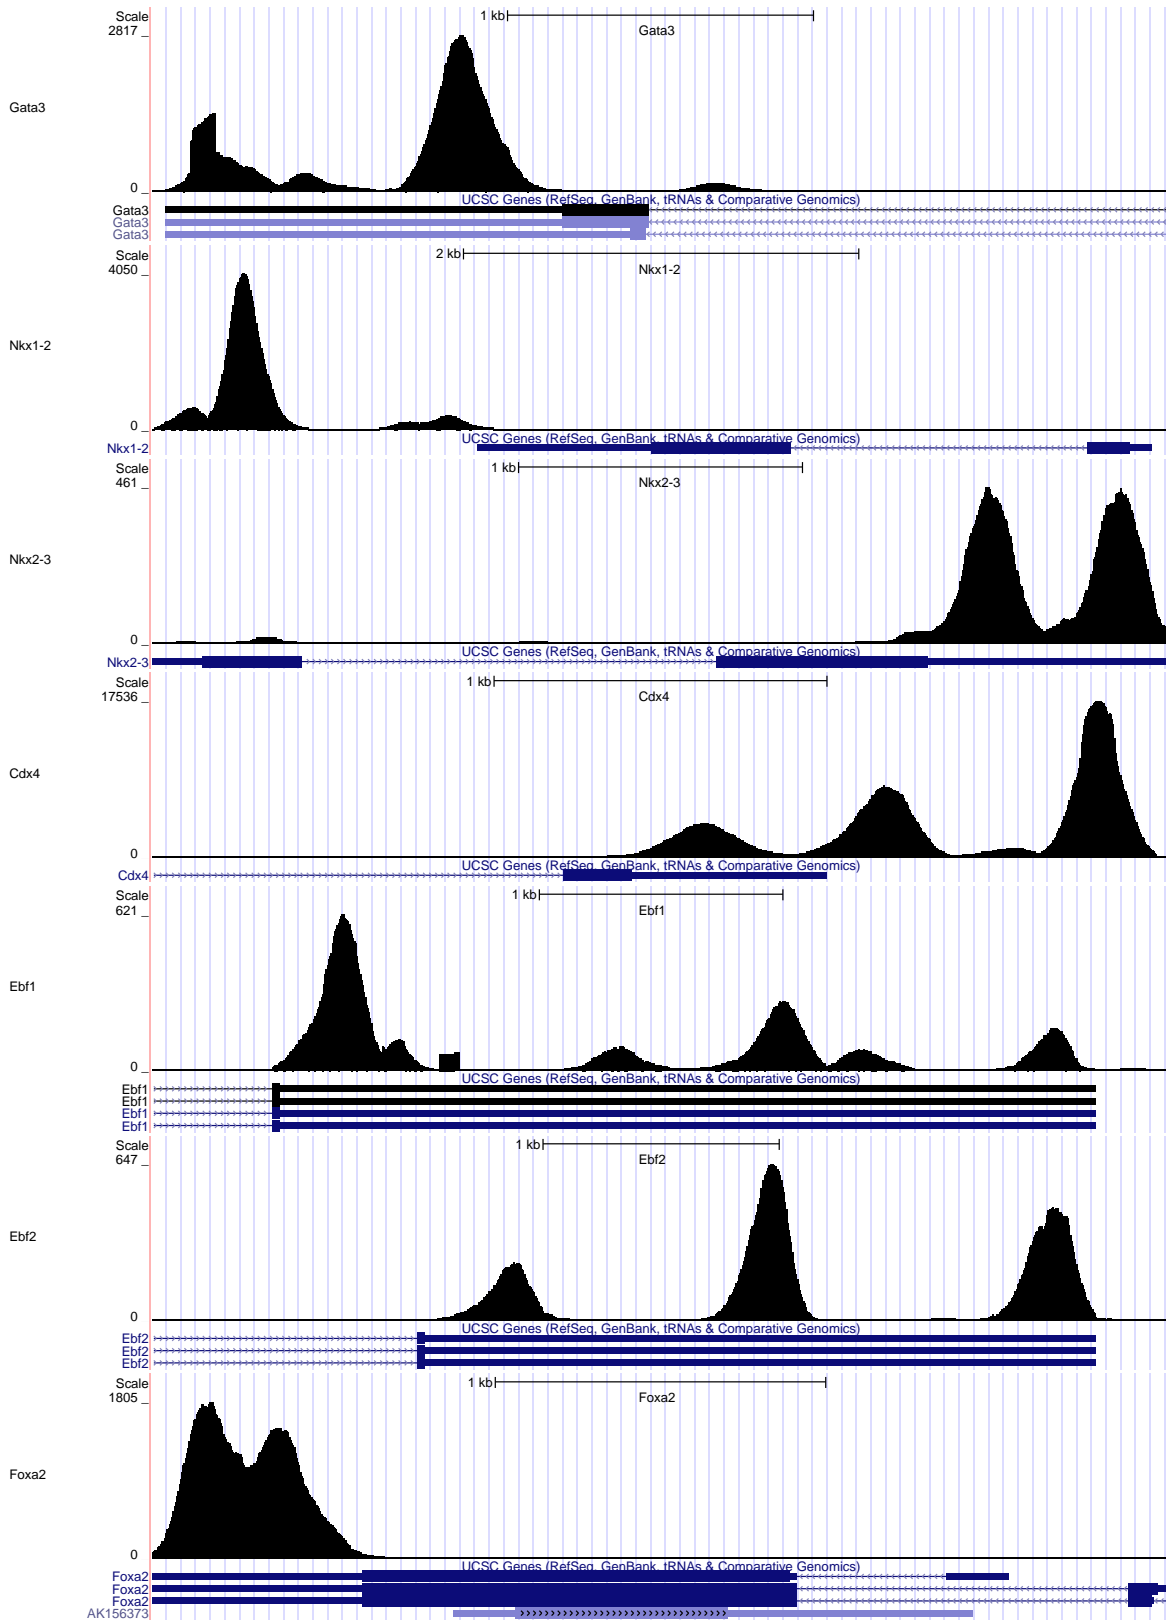 Scale 1 kb
2817 _ Gata3
Gata3
0 _
UCSC Genes (RefSeq, GenBank, tRNAs & Comparative Genomics)
Gata3
Gata3
Gata3
Scale 2 kb
4050 _ Nkx1-2
Nkx1-2
0 _
UCSC Genes (RefSeq, GenBank, tRNAs & Comparative Genomics)
Nkx1-2
Scale 1 kb
461 _ Nkx2-3
Nkx2-3
0 _
UCSC Genes (RefSeq, GenBank, tRNAs & Comparative Genomics)
Nkx2-3
Scale 1 kb
17536 _ Cdx4
Cdx4
0 _
UCSC Genes (RefSeq, GenBank, tRNAs & Comparative Genomics)
Cdx4
Scale 1 kb
621 _ Ebf1
Ebf1
0 _
UCSC Genes (RefSeq, GenBank, tRNAs & Comparative Genomics)
Ebf1
Ebf1
Ebf1
Ebf1
Scale 1 kb
647 _ Ebf2
Ebf2
0 _
UCSC Genes (RefSeq, GenBank, tRNAs & Comparative Genomics)
Ebf2
Ebf2
Ebf2
Scale 1 kb
1805 _ Foxa2
Foxa2
0 _
UCSC Genes (RefSeq, GenBank, tRNAs & Comparative Genomics)
Foxa2
Foxa2
Foxa2
AK156373